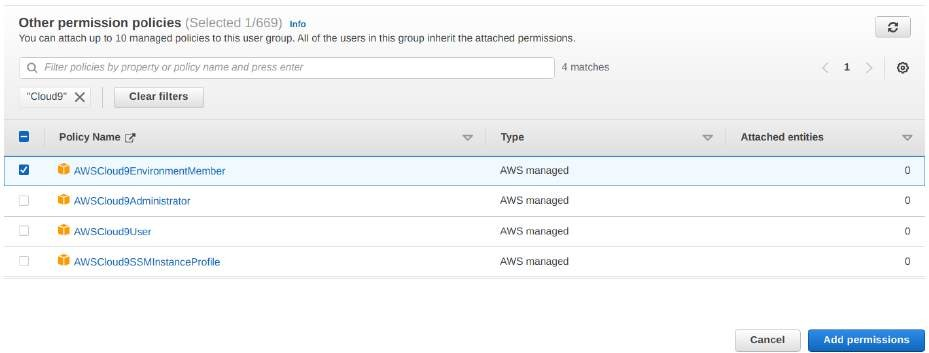 Other permission policies (Selected 1/669) Info
You can attach up to 10 managed policies to this user group. All of the users in this group inherit the attached permissions.
Filter policies by property or policy name and press enter
4 matches
1
"Cloud9"
Clear filters
Policy Name Type Attached entities
AWSCloud9EnvironmentMember AWS managed 0
AWSCloud9Administrator AWS managed 0
AWSCloud9User AWS managed 0
AWSCloud9SSMInstanceProfile AWS managed 0
Cancel Add permissions